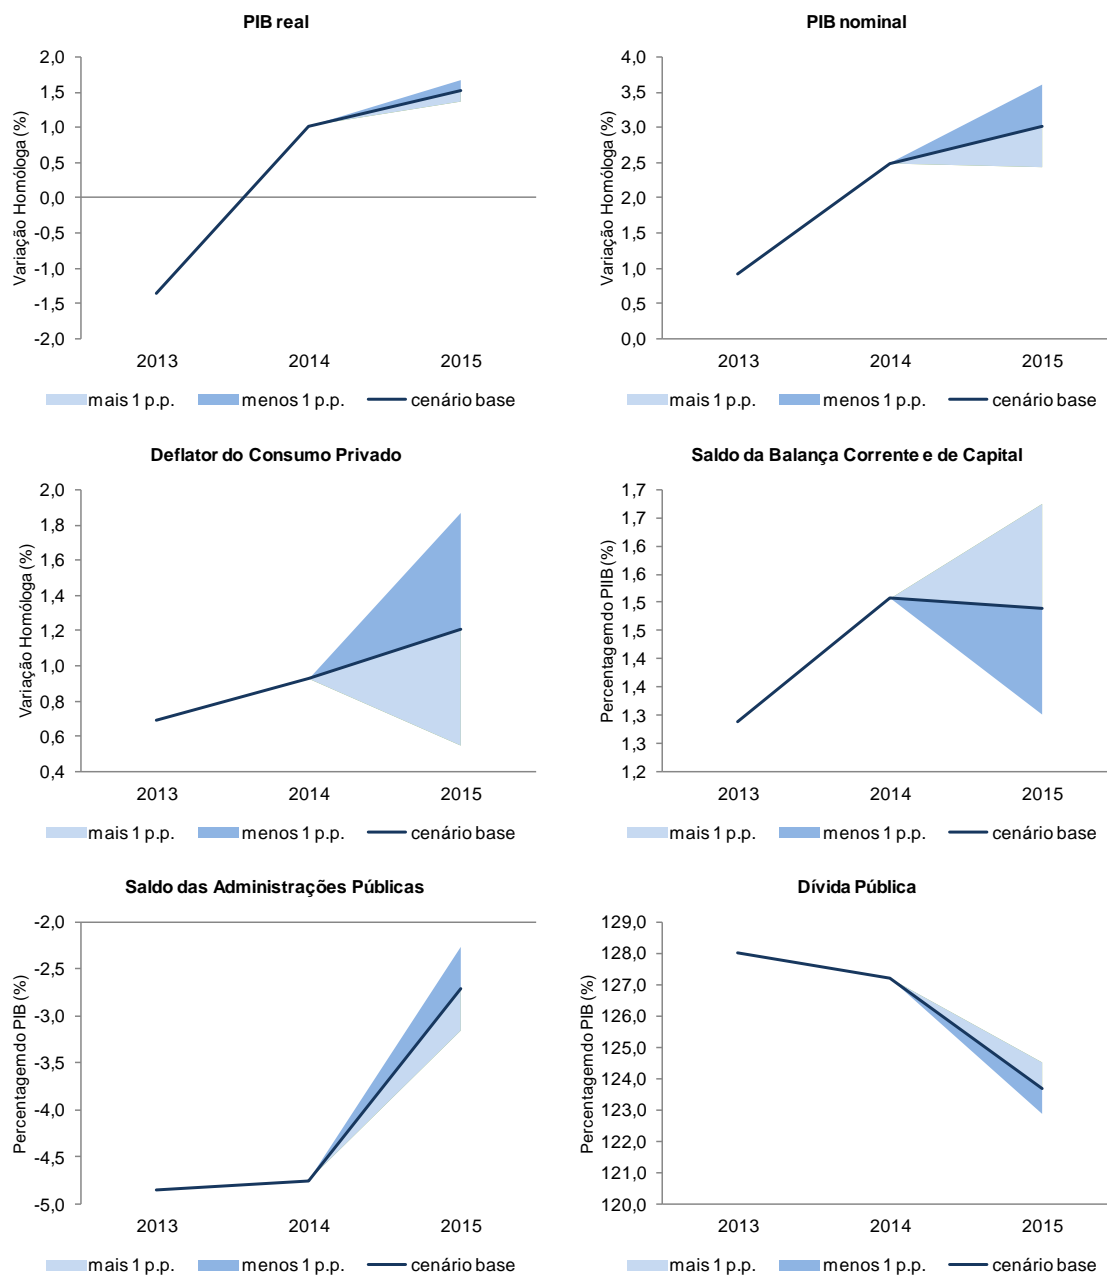 PIB real
Variação Homóloga (%)
2,0
1,5
1,0
0,5
0,0
-0,5
-1,0
-1,5
-2,0
2013 2014 2015
mais 1 p.p. menos 1 p.p. cenário base
PIB nominal
Variação Homóloga (%)
4,0
3,5
3,0
2,5
2,0
1,5
1,0
0,5
0,0
2013 2014 2015
mais 1 p.p. menos 1 p.p. cenário base
Deflator do Consumo Privado
Variação Homóloga (%)
2,0
1,8
1,6
1,4
1,2
1,0
0,8
0,6
0,4
2013 2014 2015
mais 1 p.p. menos 1 p.p. cenário base
Saldo da Balança Corrente e de Capital
Percentagem do PIIB (%)
1,7
1,7
1,6
1,6
1,5
1,5
1,4
1,4
1,3
1,3
1,2
2013 2014 2015
mais 1 p.p. menos 1 p.p. cenário base
Saldo das Administrações Públicas
Percentagem do PIB (%)
-2,0
-2,5
-3,0
-3,5
-4,0
-4,5
-5,0
2013 2014 2015
mais 1 p.p. menos 1 p.p. cenário base
Dívida Pública
Percentagem do PIB (%)
129,0
128,0
127,0
126,0
125,0
124,0
123,0
122,0
121,0
120,0
2013 2014 2015
mais 1 p.p. menos 1 p.p. cenário base